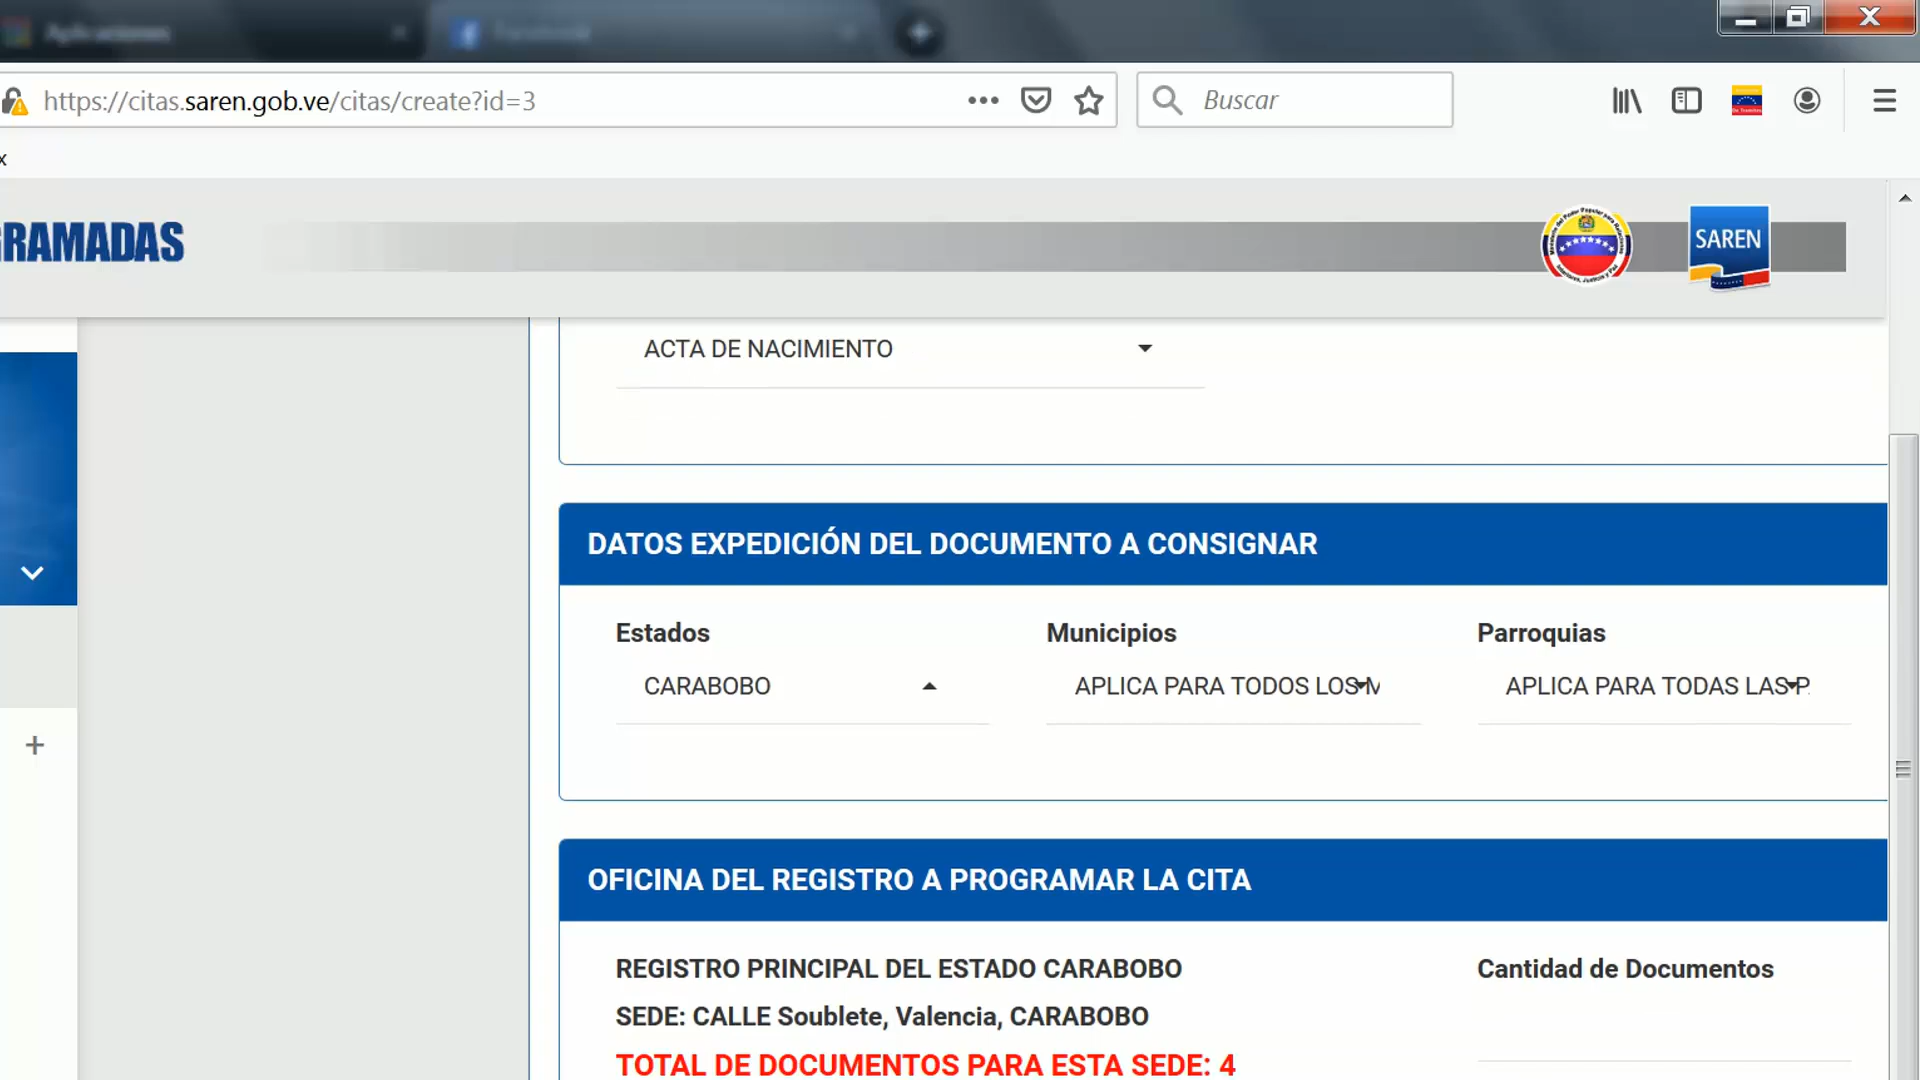 Aplicaciones
Facebook
https://citas.saren.gob.ve/citas/create?id=3
Buscar
x
GRAMADAS
SAREN
ACTA DE NACIMIENTO
DATOS EXPEDICIÓN DEL DOCUMENTO A CONSIGNAR
Estados
Municipios
Parroquias
CARABOBO
APLICA PARA TODOS LOS M
APLICA PARA TODAS LAS P
OFICINA DEL REGISTRO A PROGRAMAR LA CITA
REGISTRO PRINCIPAL DEL ESTADO CARABOBO
Cantidad de Documentos
SEDE: CALLE Soublete, Valencia, CARABOBO
TOTAL DE DOCUMENTOS PARA ESTA SEDE: 4